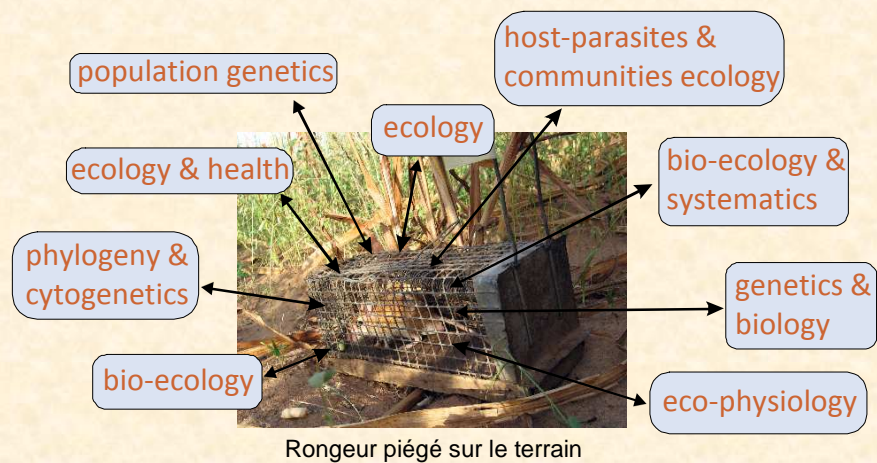 host-parasites &
communities ecology
population genetics
ecology
ecology & health
bio-ecology &
systematics
phylogeny &
cytogenetics
genetics &
biology
bio-ecology
eco-physiology
Rongeur piégé sur le terrain